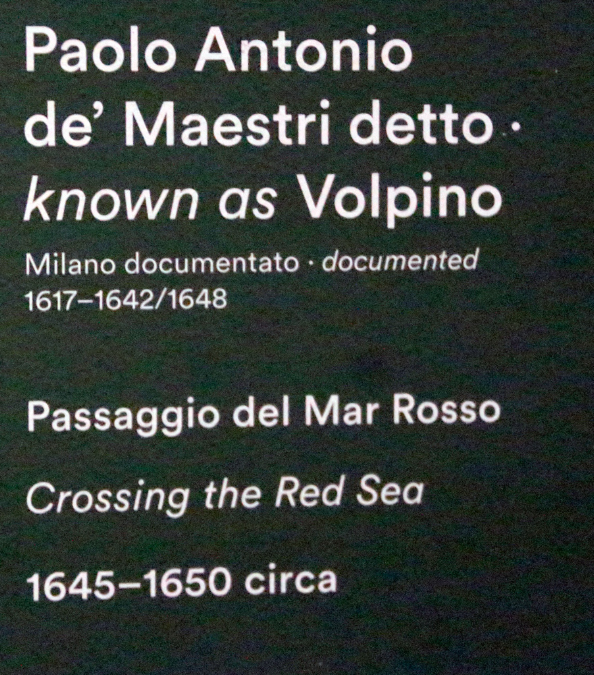 Paolo Antonio
de’ Maestri detto ·
known as Volpino
Milano documentato · documented
1617–1642/1648
Passaggio del Mar Rosso
Crossing the Red Sea
1645–1650 circa